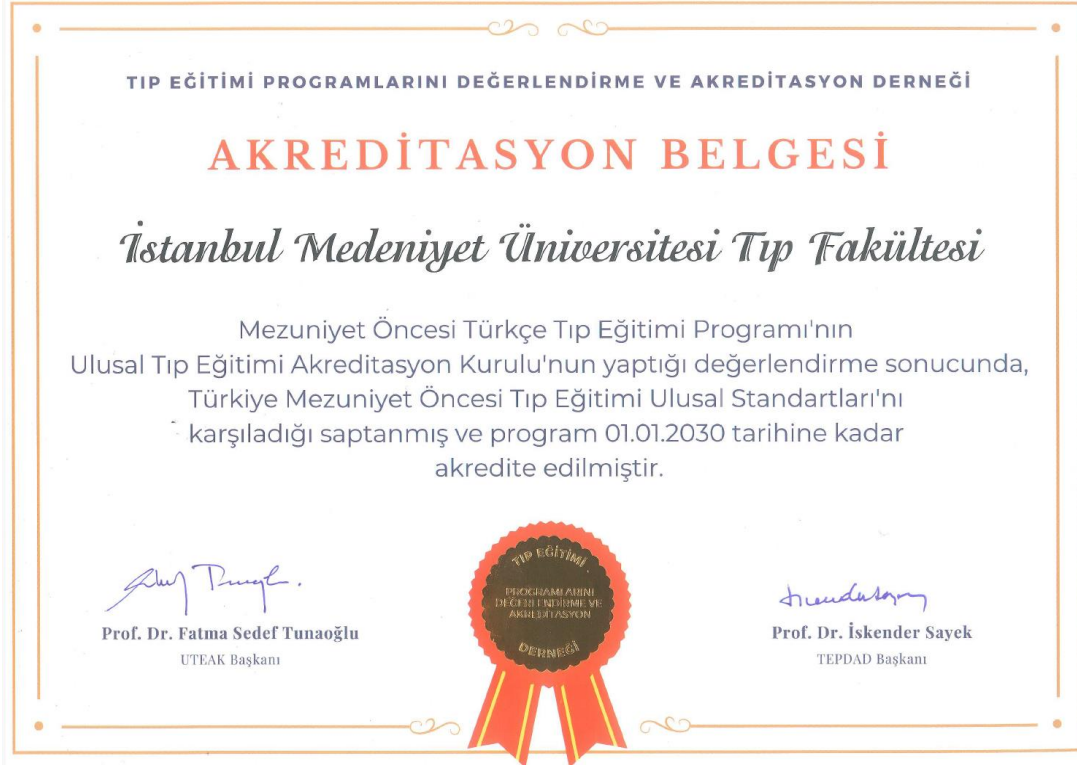 TIP EĞİTİMİ PROGRAMLARINI DEĞERLENDİRME VE AKREDİTASYON DERNEĞİ
AKREDİTASYON BELGESİ
İstanbul Medeniyet Üniversitesi Tıp Fakültesi
Mezuniyet Öncesi Türkçe Tıp Eğitimi Programı'nın
Ulusal Tıp Eğitimi Akreditasyon Kurulu'nun yaptığı değerlendirme sonucunda,
Türkiye Mezuniyet Öncesi Tıp Eğitimi Ulusal Standartları'nı
karşıladığı saptanmış ve program 01.01.2030 tarihine kadar
akredite edilmiştir.
TIP EĞİTİMİ
PROGRAMLARINI
DEĞERLENDİRME VE
AKREDİTASYON
DERNEĞİ
Prof. Dr. Fatma Sedef Tunaoğlu
UTEAK Başkanı
Prof. Dr. İskender Sayek
TEPDAD Başkanı